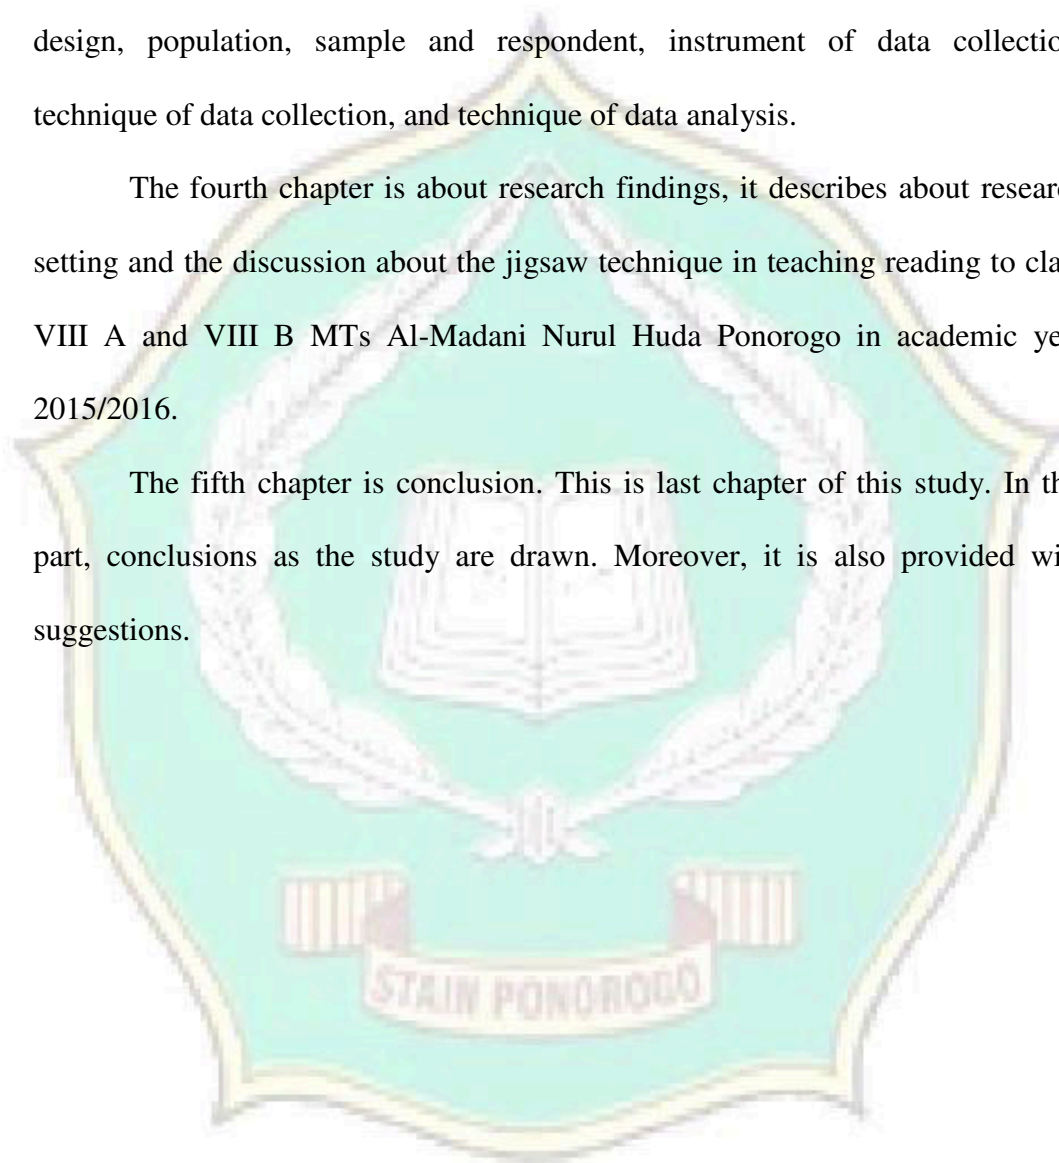 design, population, sample and respondent, instrument of data collectio
technique of data collection, and technique of data analysis.
The fourth chapter is about research findings, it describes about resear
setting and the discussion about the jigsaw technique in teaching reading to cla
VIII A and VIII B MTs Al-Madani Nurul Huda Ponorogo in academic ye
2015/2016.
The fifth chapter is conclusion. This is last chapter of this study. In th
part, conclusions as the study are drawn. Moreover, it is also provided wi
suggestions.
STAIN PONOROGO